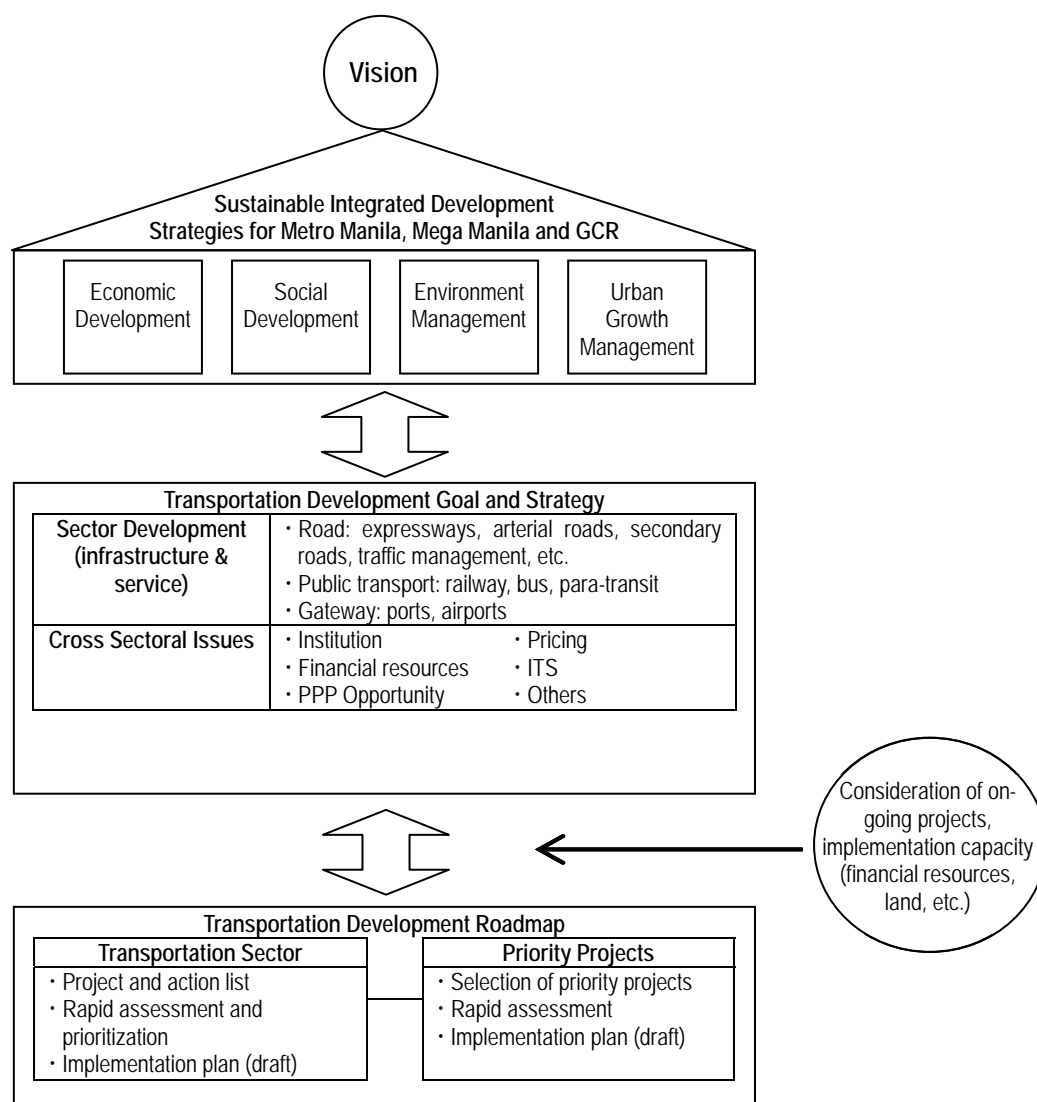 Vision
Sustainable Integrated Development
Strategies for Metro Manila, Mega Manila and GCR
Economic
Development
Social
Development
Environment
Management
Urban
Growth
Management
Transportation Development Goal and Strategy
Sector Development
(infrastructure &
service)
・Road: expressways, arterial roads, secondary
roads, traffic management, etc.
・Public transport: railway, bus, para-transit
・Gateway: ports, airports
Cross Sectoral Issues
・Institution
・Financial resources
・PPP Opportunity
・Pricing
・ITS
・Others
Consideration of on-
going projects,
implementation capacity
(financial resources,
land, etc.)
Transportation Development Roadmap
Transportation Sector
・Project and action list
・Rapid assessment and
prioritization
・Implementation plan (draft)
Priority Projects
・Selection of priority projects
・Rapid assessment
・Implementation plan (draft)